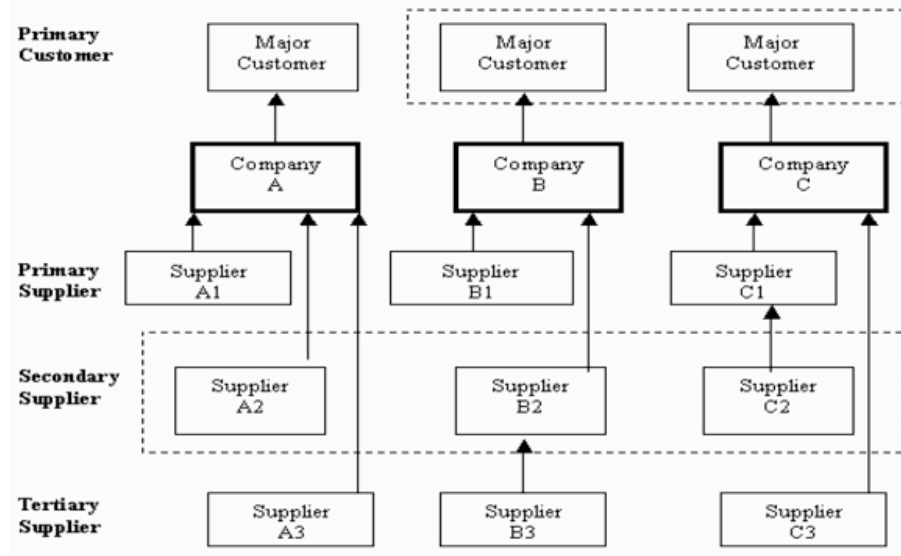 Primary
Customer
Major
Customer
Major
Customer
Major
Customer
Company
A
Company
B
Company
C
Primary
Supplier
Supplier
A1
Supplier
B1
Supplier
C1
Secondary
Supplier
Supplier
A2
Supplier
B2
Supplier
C2
Tertiary
Supplier
Supplier
A3
Supplier
B3
Supplier
C3